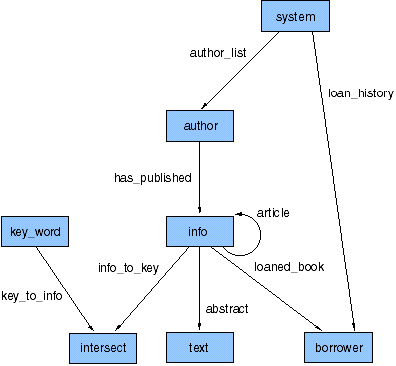 system
author_list
loan_history
author
has_published
article
key_word
info
info_to_key
loaned_book
key_to_info
abstract
intersect
text
borrower